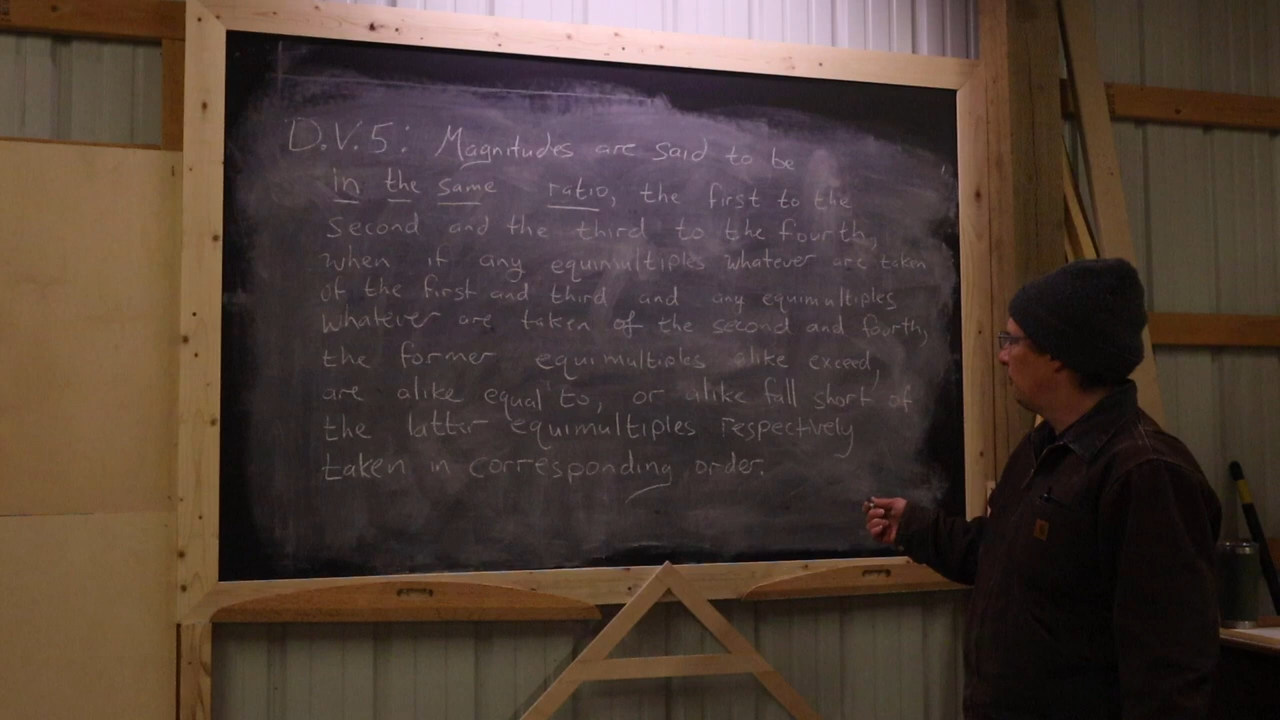 D.V.5: Magnitudes are said to be
in the same ratio, the first to the
second and the third to the fourth,
when if any equimultiples whatever are taken
of the first and third and any equimultiples
whatever are taken of the second and fourth,
the former equimultiples alike exceed,
are alike equal to, or alike fall short of
the latter equimultiples respectively
taken in corresponding order.